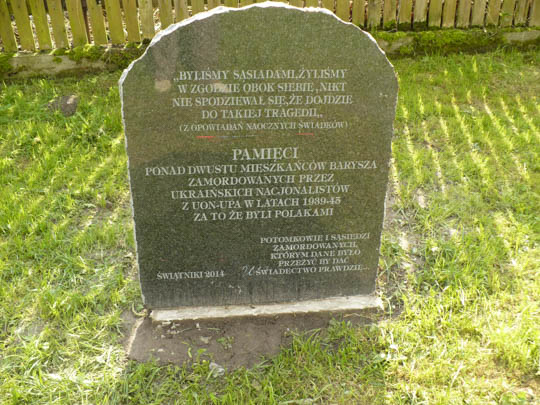 „BYLIŚMY SĄSIADAMI, ŻYLIŚMY
W ZGODZIE OBOK SIEBIE, NIKT
NIE SPODZIEWAŁ SIĘ, ŻE DOJDZIE
DO TAKIEJ TRAGEDII„
(Z OPOWIADAŃ NAOCZNYCH ŚWIADKÓW)
PAMIĘCI
PONAD DWUSTU MIESZKAŃCÓW BARYSZA
ZAMORDOWANYCH PRZEZ
UKRAIŃSKICH NACJONALISTÓW
Z UON-UPA W LATACH 1939-45
ZA TO ŻE BYLI POLAKAMI
POTOMKOWIE I SĄSIEDZI
ZAMORDOWANYCH,
KTÓRYM DANE BYŁO
PRZEŻYĆ BY DAĆ
ŚWIADECTWO PRAWDZIE...
ŚWIĄTNIKI 2014